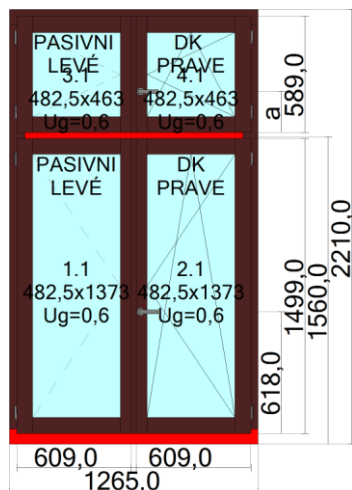 PASIVNI
LEVÉ
3.1
482,5x463
Ug=0,6
DK
PRAVE
4.1
482,5x463
Ug=0,6
a
589,0
PASIVNI
LEVÉ
1.1
482,5x1373
Ug=0,6
DK
PRAVE
2.1
482,5x1373
Ug=0,6
618,0
1499,0
1560,0
2210,0
609,0
609,0
1265,0